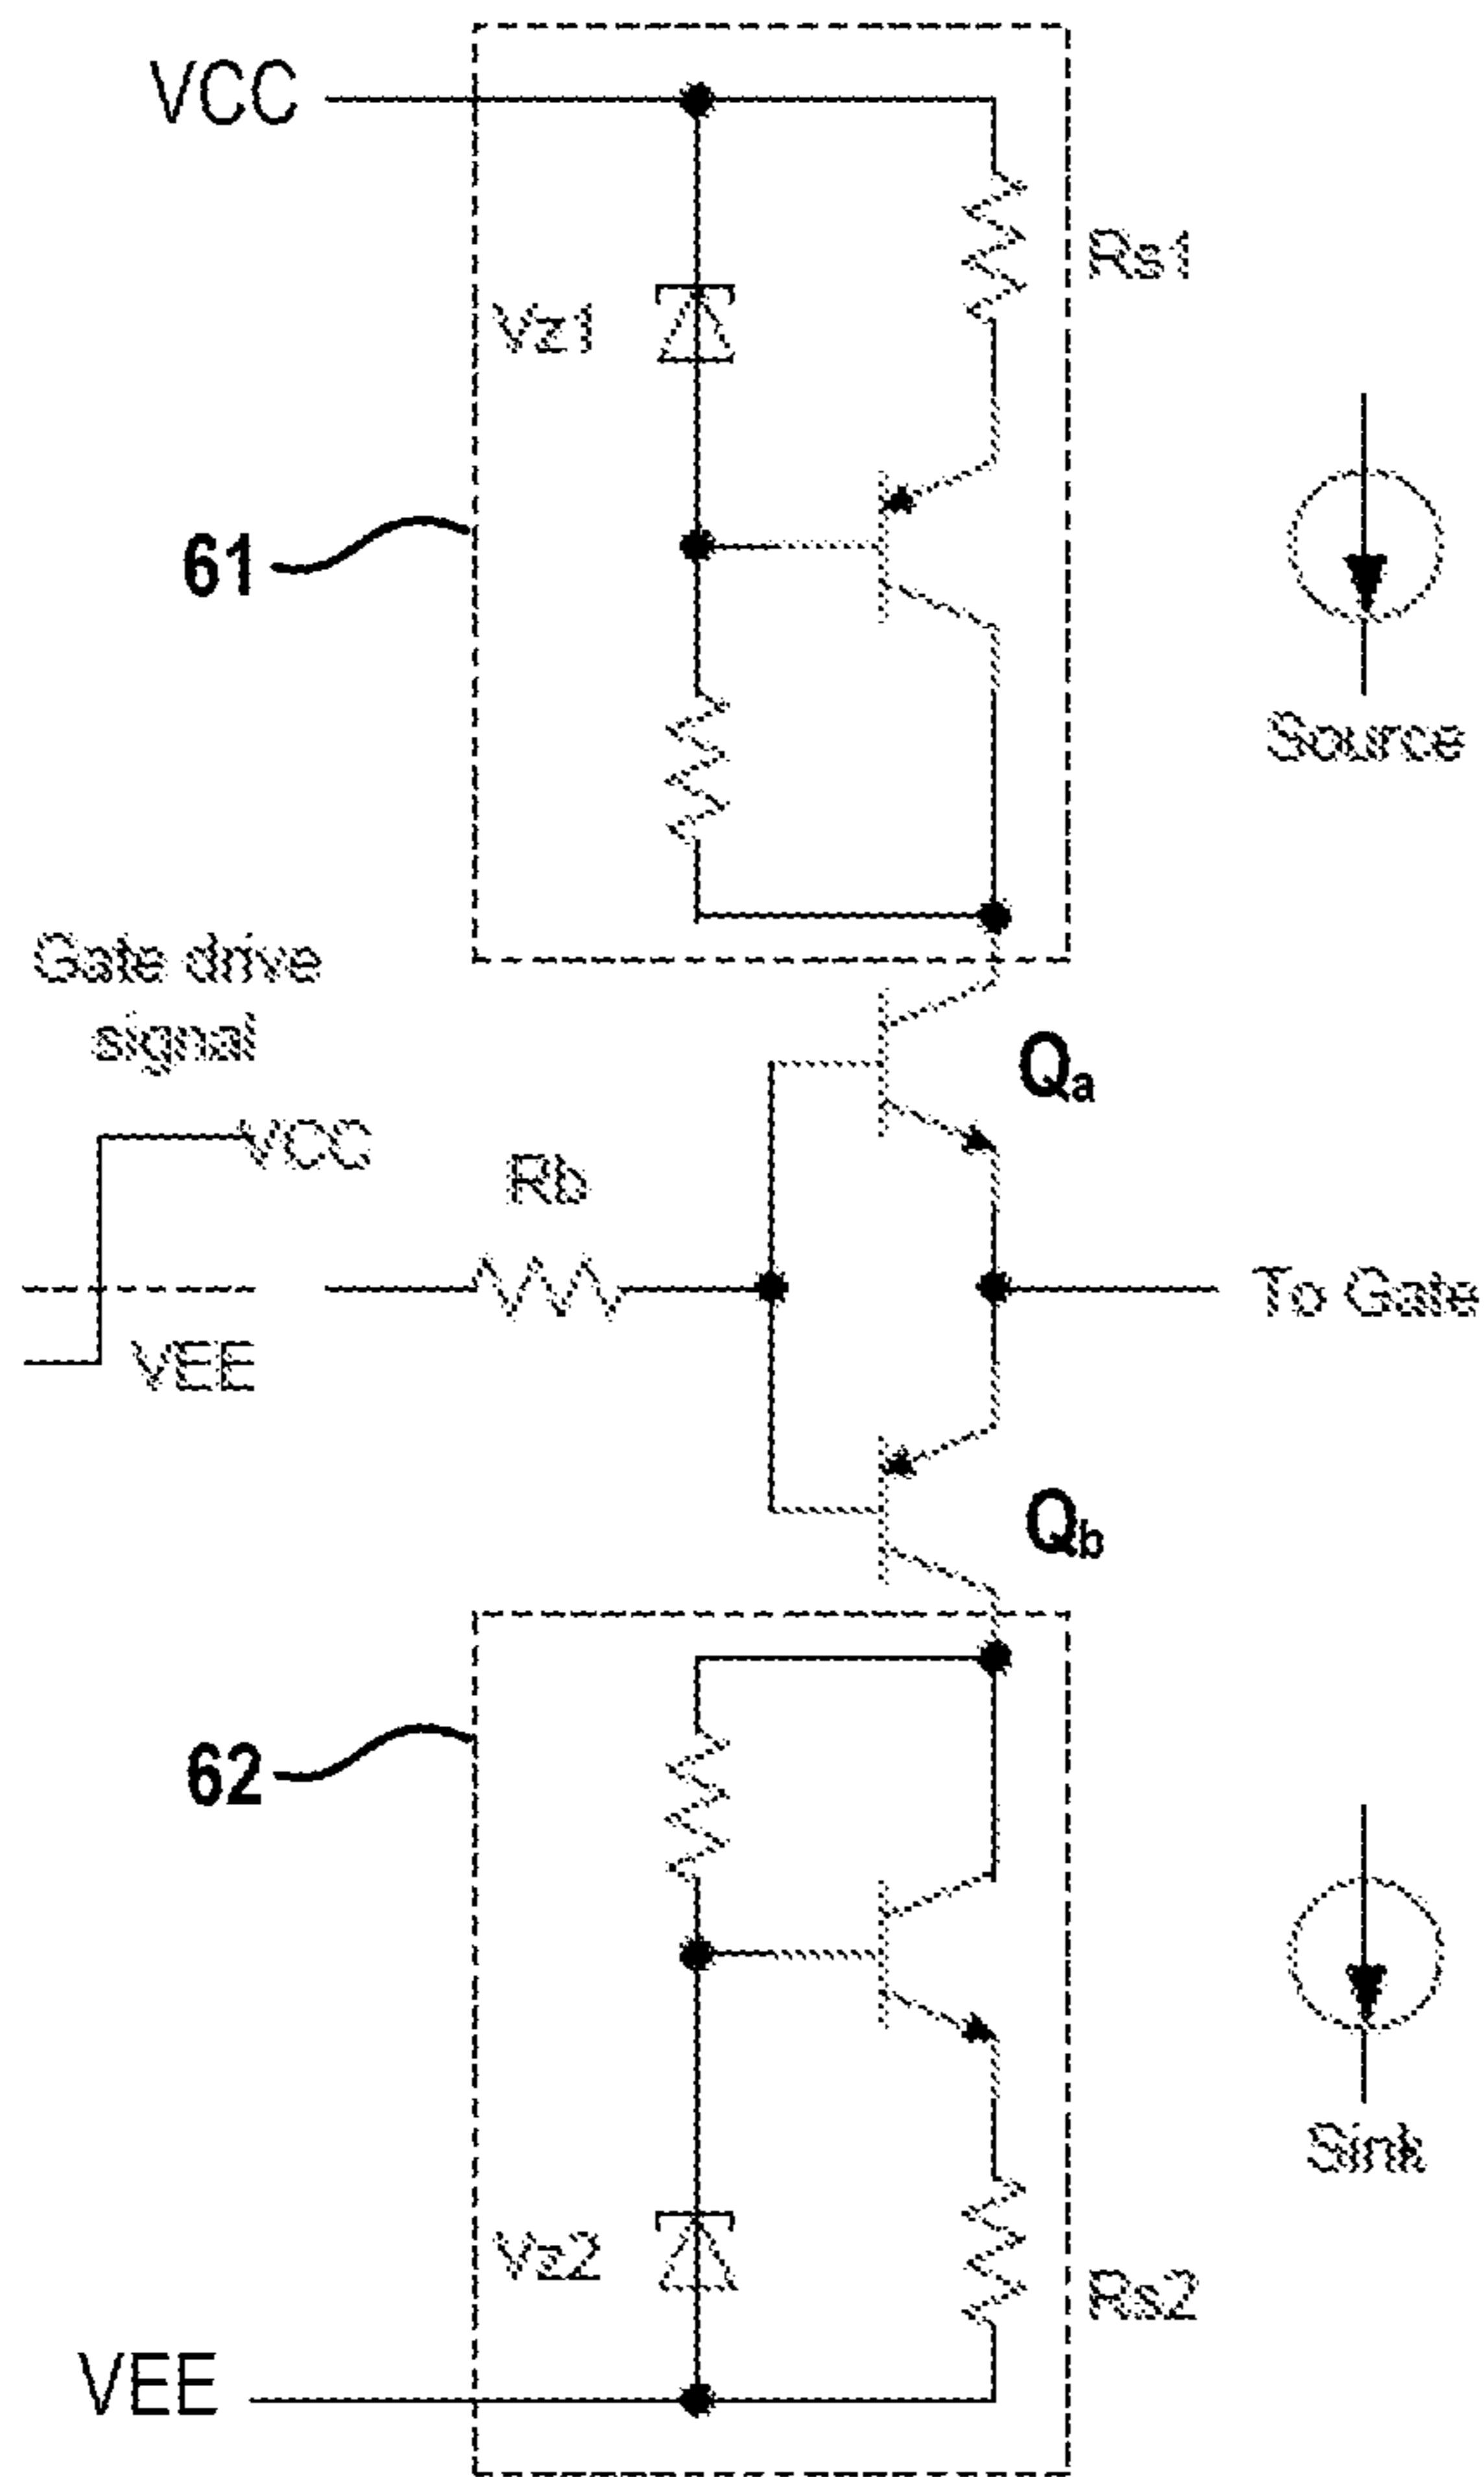 VCC
Rs1
Vz1
61
Source
Gate drive
signal
Qa
VCC
Rb
To Gate
VEE
Qb
62
Sink
Vz2
Rs2
VEE